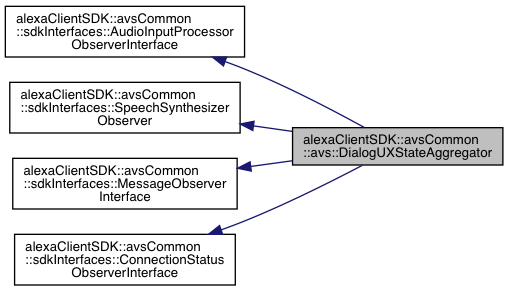 alexaClientSDK::avsCommon
::sdkInterfaces::AudioInputProcessor
ObserverInterface
alexaClientSDK::avsCommon
::sdkInterfaces::SpeechSynthesizer
Observer
alexaClientSDK::avsCommon
::avs::DialogUXStateAggregator
alexaClientSDK::avsCommon
::sdkInterfaces::MessageObserver
Interface
alexaClientSDK::avsCommon
::sdkInterfaces::ConnectionStatus
ObserverInterface